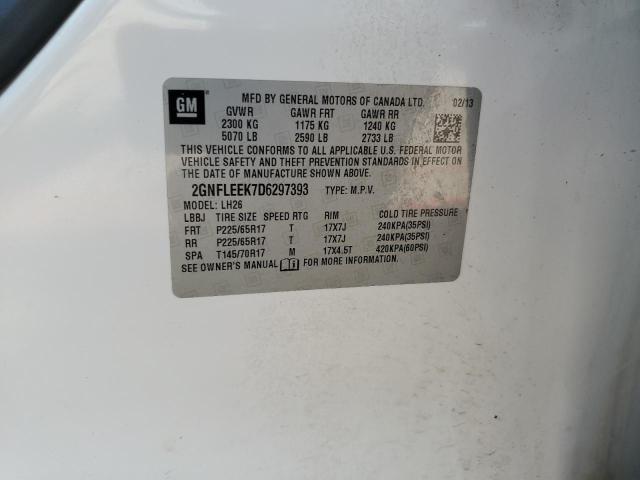 GM
MFD BY GENERAL MOTORS OF CANADA LTD. 02/13
GVWR GAWR FRT GAWR RR
2300 KG 1175 KG 1240 KG
5070 LB 2590 LB 2733 LB
THIS VEHICLE CONFORMS TO ALL APPLICABLE U.S. FEDERAL MOTOR
VEHICLE SAFETY AND THEFT PREVENTION STANDARDS IN EFFECT ON
THE DATE OF MANUFACTURE SHOWN ABOVE.
2GNFLEEK7D6297393 TYPE: M.P.V.
MODEL: LH26
LBBJ TIRE SIZE SPEED RTG RIM COLD TIRE PRESSURE
FRT P225/65R17 T 17X7J 240KPA(35PSI)
RR P225/65R17 T 17X7J 240KPA(35PSI)
SPA T145/70R17 M 17X4.5T 420KPA(60PSI)
SEE OWNER'S MANUAL FOR MORE INFORMATION.